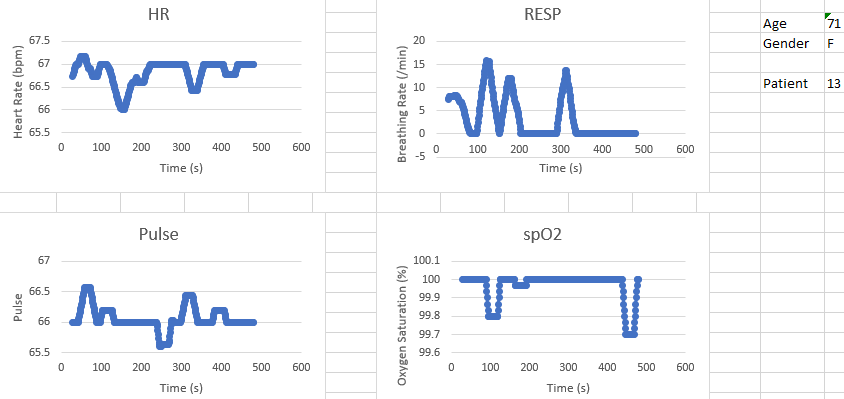 HR
Heart Rate (bpm)
67.5
67
66.5
66
65.5
0 100 200 300 400 500 600
Time (s)
RESP
Breathing Rate (/min)
20
15
10
5
0
-5
0 100 200 300 400 500 600
Time (s)
Age 71
Gender F
Patient 13
Pulse
Pulse
67
66.5
66
65.5
0 100 200 300 400 500 600
Time (s)
spO2
Oxygen Saturation (%)
100.1
100
99.9
99.8
99.7
99.6
0 100 200 300 400 500 600
Time (s)